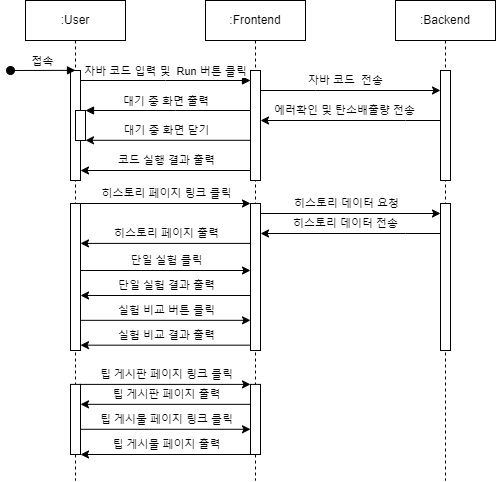 :User
:Frontend
:Backend
접속
자바 코드 입력 및 Run 버튼 클릭
자바 코드 전송
대기 중 화면 출력
에러확인 및 탄소배출량 전송
대기 중 화면 닫기
코드 실행 결과 출력
히스토리 페이지 링크 클릭
히스토리 데이터 요청
히스토리 데이터 전송
히스토리 페이지 출력
단일 실험 클릭
단일 실험 결과 출력
실험 비교 버튼 클릭
실험 비교 결과 출력
팁 게시판 페이지 링크 클릭
팁 게시판 페이지 출력
팁 게시물 페이지 링크 클릭
팁 게시물 페이지 출력